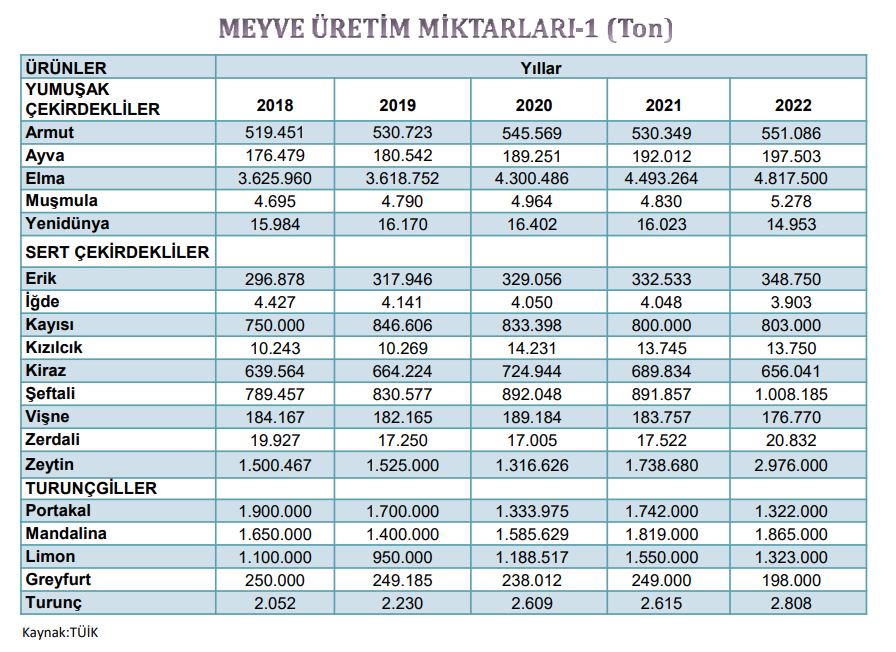 MEYVE ÜRETİM MİKTARLARI-1 (Ton)
ÜRÜNLER Yıllar
YUMUŞAK
ÇEKİRDEKLİLER 2018 2019 2020 2021 2022
Armut 519.451 530.723 545.569 530.349 551.086
Ayva 176.479 180.542 189.251 192.012 197.503
Elma 3.625.960 3.618.752 4.300.486 4.493.264 4.817.500
Muşmula 4.695 4.790 4.964 4.830 5.278
Yenidünya 15.984 16.170 16.402 16.023 14.953
SERT ÇEKİRDEKLİLER
Erik 296.878 317.946 329.056 332.533 348.750
İğde 4.427 4.141 4.050 4.048 3.903
Kayısı 750.000 846.606 833.398 800.000 803.000
Kızılcık 10.243 10.269 14.231 13.745 13.750
Kiraz 639.564 664.224 724.944 689.834 656.041
Şeftali 789.457 830.577 892.048 891.857 1.008.185
Vişne 184.167 182.165 189.184 183.757 176.770
Zerdali 19.927 17.250 17.005 17.522 20.832
Zeytin 1.500.467 1.525.000 1.316.626 1.738.680 2.976.000
TURUNÇGİLLER
Portakal 1.900.000 1.700.000 1.333.975 1.742.000 1.322.000
Mandalina 1.650.000 1.400.000 1.585.629 1.819.000 1.865.000
Limon 1.100.000 950.000 1.188.517 1.550.000 1.323.000
Greyfurt 250.000 249.185 238.012 249.000 198.000
Turunç 2.052 2.230 2.609 2.615 2.808
Kaynak:TÜİK